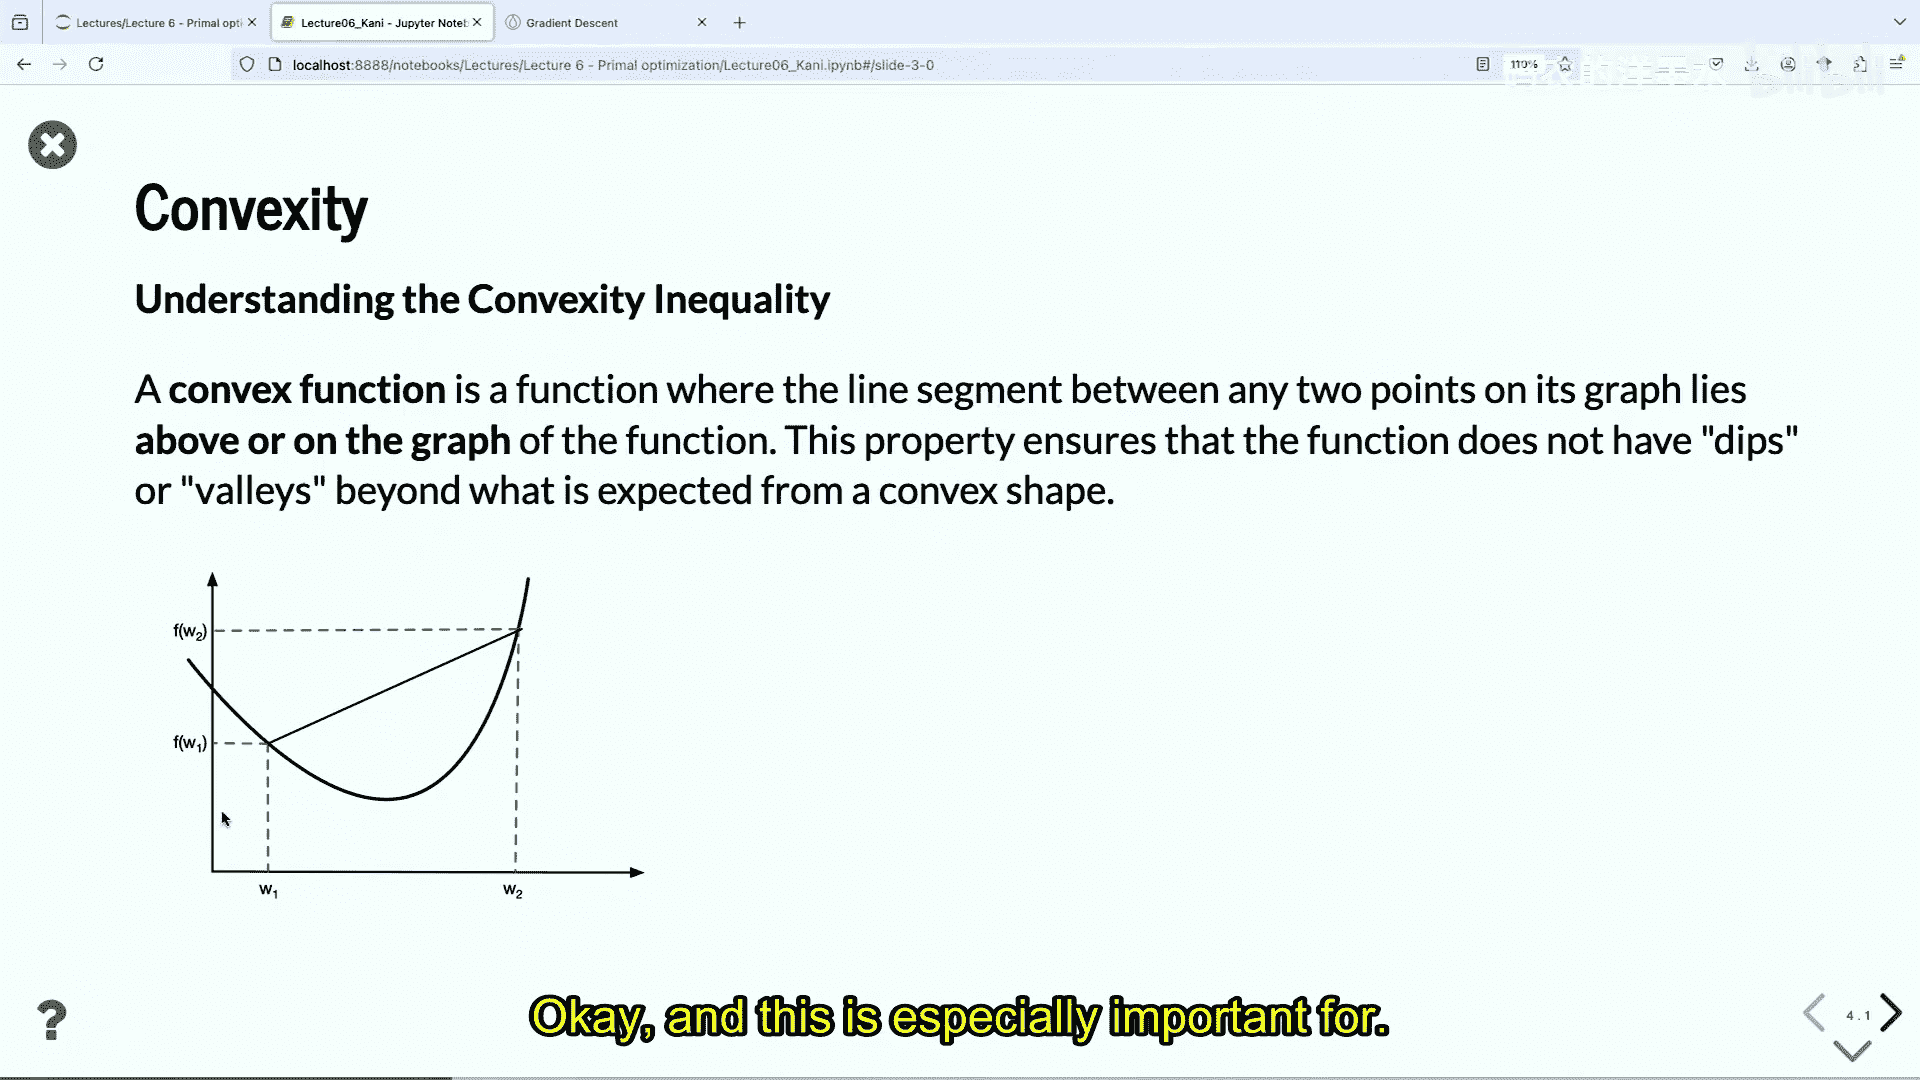 Lectures/Lecture 6 - Primal opti
Lecture06_Kani - Jupyter Note
Gradient Descent
localhost:8888/notebooks/Lectures/Lecture 6 - Primal optimization/Lecture06_Kani.ipynb#/slide-3-0
110%
Convexity
Understanding the Convexity Inequality
A convex function is a function where the line segment between any two points on its graph lies
above or on the graph of the function. This property ensures that the function does not have "dips"
or "valleys" beyond what is expected from a convex shape.
f(w₂)
f(w₁)
w₁
w₂
Okay, and this is especially important for.
4.1